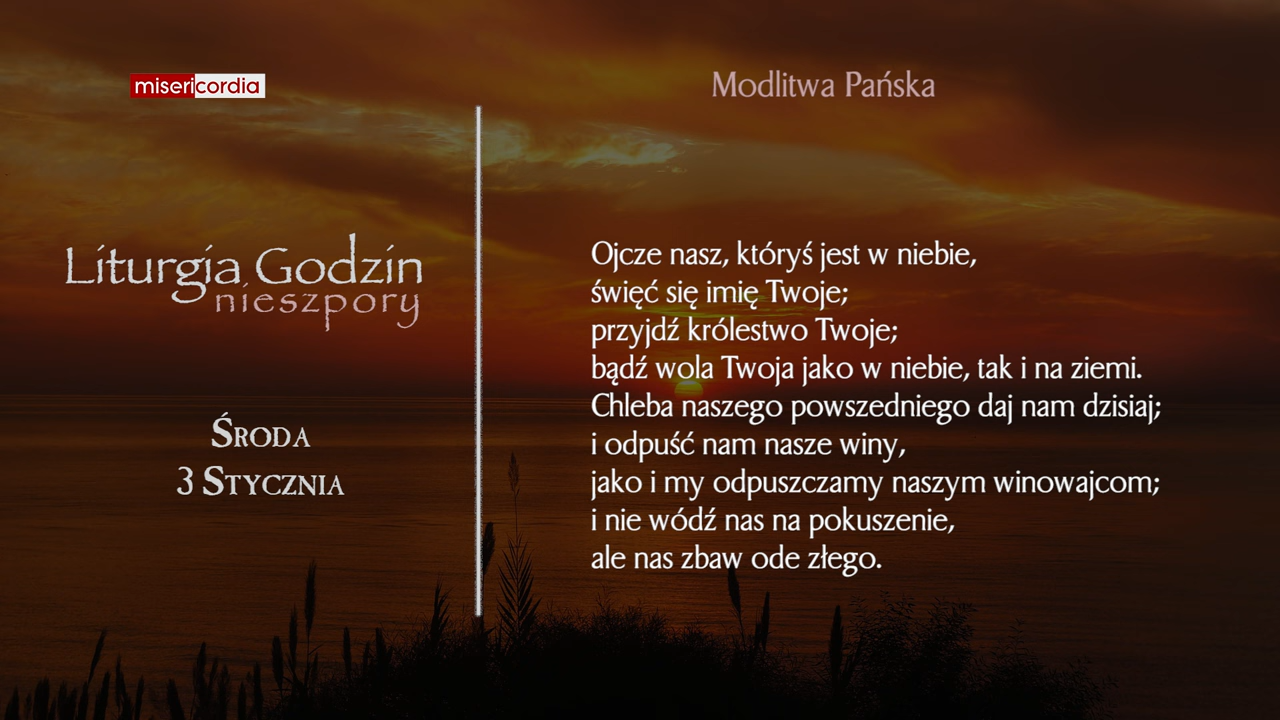 misericordia
Liturgia Godzin
nieszpory
Środa
3 Stycznia
Modlitwa Pańska
Ojcze nasz, któryś jest w niebie,
święć się imię Twoje;
przyjdź królestwo Twoje;
bądź wola Twoja jako w niebie, tak i na ziemi.
Chleba naszego powszedniego daj nam dzisiaj;
i odpuść nam nasze winy,
jako i my odpuszczamy naszym winowajcom;
i nie wódź nas na pokuszenie,
ale nas zbaw ode złego.